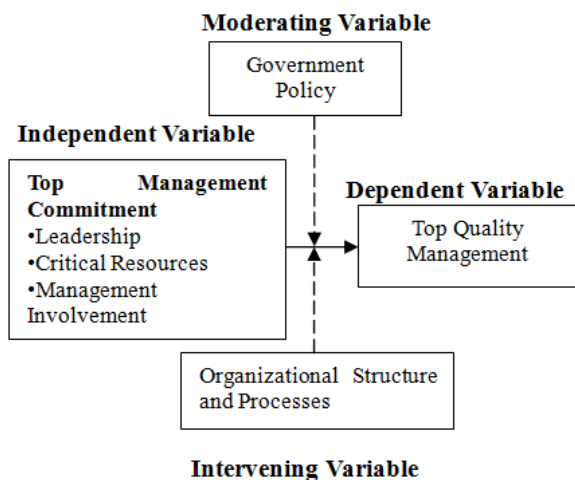 Moderating Variable
Government
Policy
Independent Variable
Top Management
Commitment
•Leadership
•Critical Resources
•Management
Involvement
Dependent Variable
Top Quality
Management
Organizational Structure
and Processes
Intervening Variable